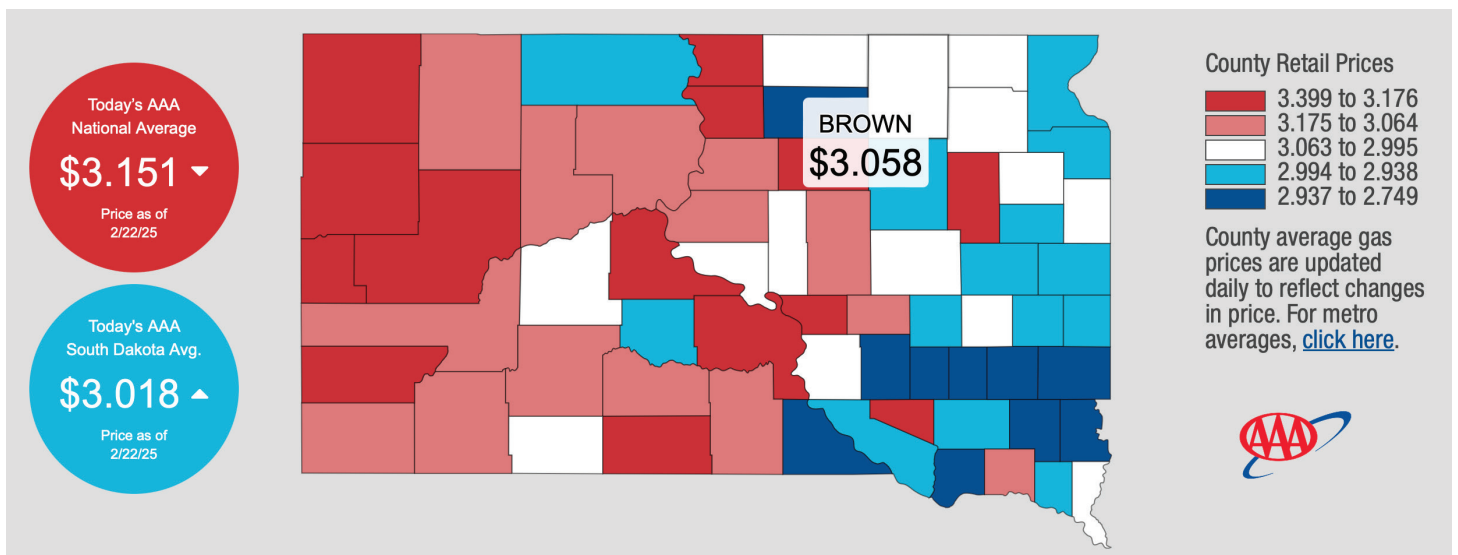 Today's AAA
National Average
$3.151
Price as of
2/22/25
Today's AAA
South Dakota Avg.
$3.018
Price as of
2/22/25
BROWN
$3.058
County Retail Prices
3.399 to 3.176
3.175 to 3.064
3.063 to 2.995
2.994 to 2.938
2.937 to 2.749
County average gas
prices are updated
daily to reflect changes
in price. For metro
averages, click here.
AAA